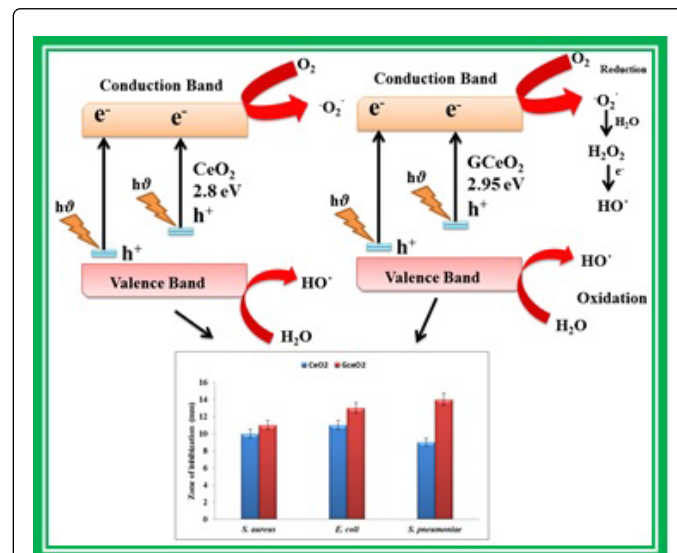 Conduction Band
O₂
e⁻ e⁻
·O₂⁻
CeO₂
2.8 eV
hϑ
hϑ
h⁺
h⁺
Valence Band
HO·
H₂O
Conduction Band
O₂
Reduction
e⁻ e⁻
·O₂⁻
H₂O
H₂O₂
e⁻
HO·
GCeO₂
2.95 eV
hϑ
hϑ
h⁺
h⁺
Valence Band
HO·
Oxidation
H₂O
CeO2 GceO2
Zone of inhibization (mm)
16
14
12
10
8
6
4
2
0
S. aureus E. coli S. pneumoniae